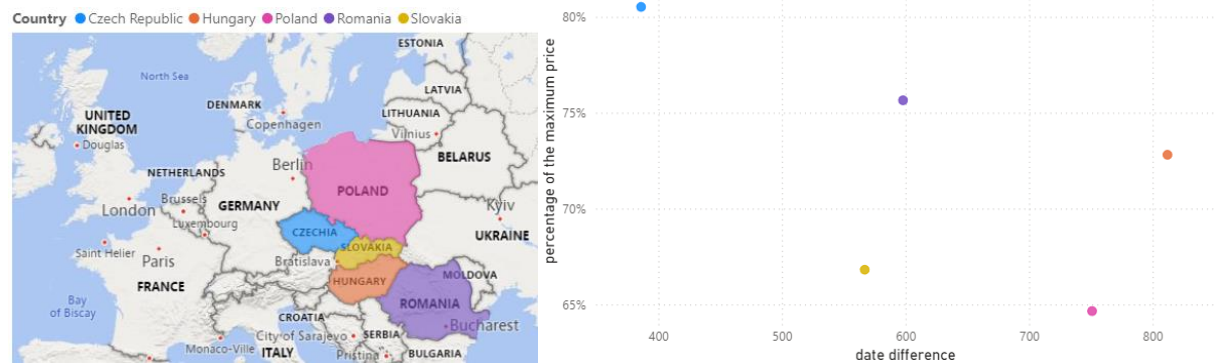 Country Czech Republic Hungary Poland Romania Slovakia
ESTONIA
North Sea
LATVIA
DENMARK
LITHUANIA
UNITED
KINGDOM
Copenhagen
Vilnius
Douglas
Berlin
BELARUS
NETHERLANDS
POLAND
London
Brussels
GERMANY
Kyiv
Luxembourg
CZECHIA
UKRAINE
Saint Helier
SLOVAKIA
Paris
Bratislava
FRANCE
HUNGARY
MOLDOVA
Bay
of Biscay
ROMANIA
CROATIA
Bucharest
City of Sarajevo
SERBIA
Monaco-Ville
ITALY
Pristina
BULGARIA
percentage of the maximum price
80%
75%
70%
65%
400 500 600 700 800
date difference